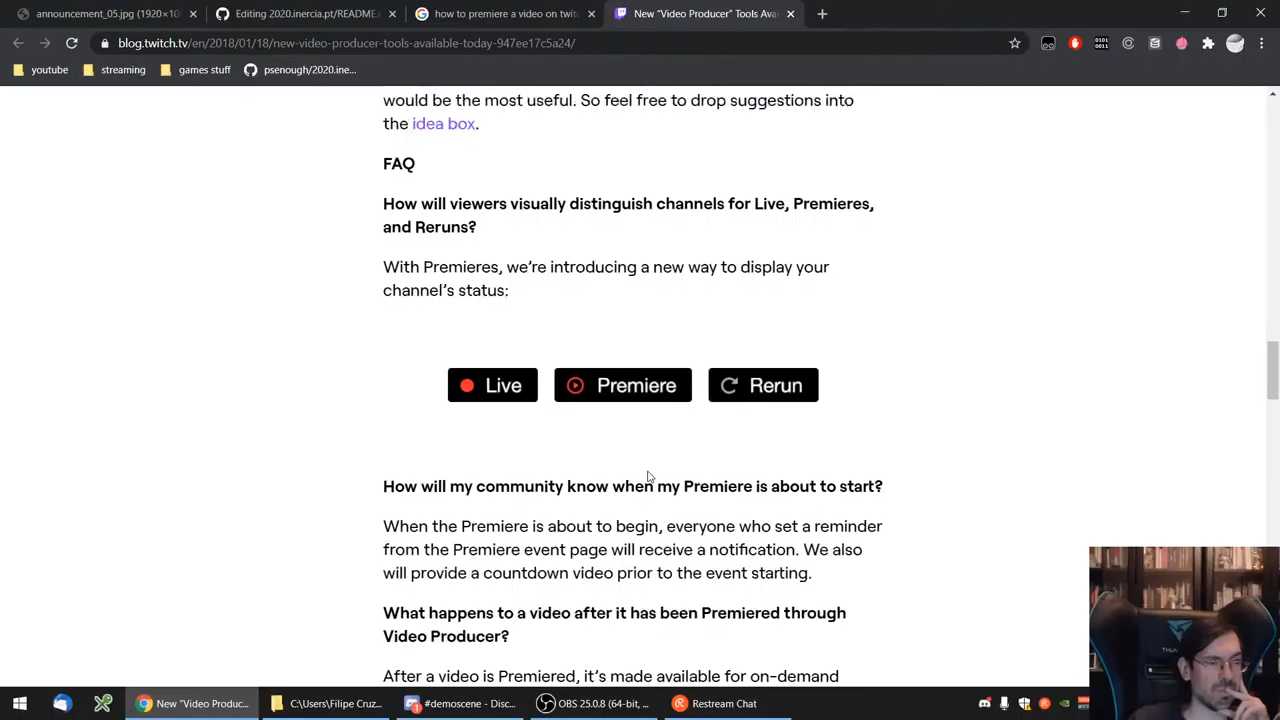 announcement_05.jpg (1920×10
Editing 2020.inercia.pt/README
how to premiere a video on twitc
New “Video Producer” Tools Ava
blog.twitch.tv/en/2018/01/18/new-video-producer-tools-available-today-947ee17c5a24/
youtube
streaming
games stuff
psenough/2020.ine...
would be the most useful. So feel free to drop suggestions into
the idea box.
FAQ
How will viewers visually distinguish channels for Live, Premieres,
and Reruns?
With Premieres, we’re introducing a new way to display your
channel’s status:
Live
Premiere
Rerun
How will my community know when my Premiere is about to start?
When the Premiere is about to begin, everyone who set a reminder
from the Premiere event page will receive a notification. We also
will provide a countdown video prior to the event starting.
What happens to a video after it has been Premiered through
Video Producer?
After a video is Premiered, it’s made available for on-demand
New "Video Produc...
C:\Users\Filipe Cruz...
#demoscene - Disc...
OBS 25.0.8 (64-bit, ...
Restream Chat